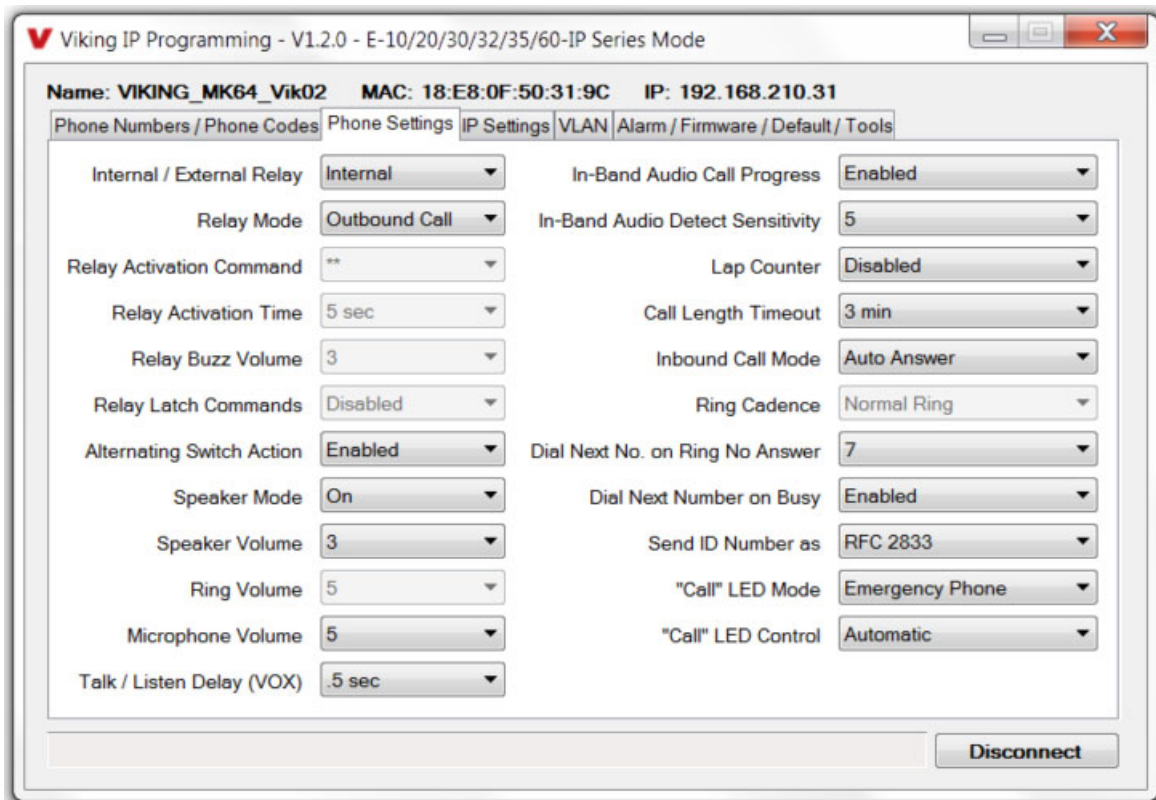 Viking IP Programming - V1.2.0 - E-10/20/30/32/35/60-IP Series Mode
Name: VIKING_MK64_Vik02 MAC: 18:E8:0F:50:31:9C IP: 192.168.210.31
Phone Numbers / Phone Codes Phone Settings IP Settings VLAN Alarm / Firmware / Default / Tools
Internal / External Relay Internal
Relay Mode Outbound Call
Relay Activation Command **
Relay Activation Time 5 sec
Relay Buzz Volume 3
Relay Latch Commands Disabled
Alternating Switch Action Enabled
Speaker Mode On
Speaker Volume 3
Ring Volume 5
Microphone Volume 5
Talk / Listen Delay (VOX) .5 sec
In-Band Audio Call Progress Enabled
In-Band Audio Detect Sensitivity 5
Lap Counter Disabled
Call Length Timeout 3 min
Inbound Call Mode Auto Answer
Ring Cadence Normal Ring
Dial Next No. on Ring No Answer 7
Dial Next Number on Busy Enabled
Send ID Number as RFC 2833
"Call" LED Mode Emergency Phone
"Call" LED Control Automatic
Disconnect